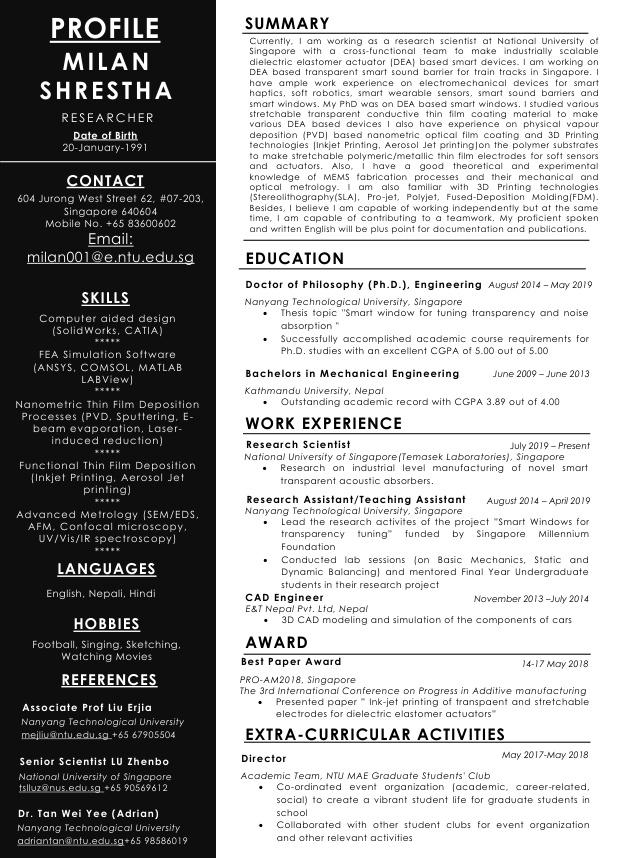 PROFILE
MILAN
SHRESTHA
RESEARCHER
Date of Birth
20-January-1991
CONTACT
604 Jurong West Street 62, #07-203,
Singapore 640604
Mobile No. +65 83600602
Email:
milan001@e.ntu.edu.sg
SKILLS
Computer aided design
(SolidWorks, CATIA)
*****
FEA Simulation Software
(ANSYS, COMSOL, MATLAB
LABView)
*****
Nanometric Thin Film Deposition
Processes (PVD, Sputtering, E-
beam evaporation, Laser-
induced reduction)
*****
Functional Thin Film Deposition
(Inkjet Printing, Aerosol Jet
printing)
*****
Advanced Metrology (SEM/EDS,
AFM, Confocal microscopy,
UV/Vis/IR spectroscopy)
*****
LANGUAGES
English, Nepali, Hindi
HOBBIES
Football, Singing, Sketching,
Watching Movies
REFERENCES
Associate Prof Liu Erjia
Nanyang Technological University
mejliu@ntu.edu.sg +65 67905504
Senior Scientist LU Zhenbo
National University of Singapore
tslluz@nus.edu.sg +65 90569612
Dr. Tan Wei Yee (Adrian)
Nanyang Technological University
adriantan@ntu.edu.sg+65 98586019
SUMMARY
Currently, I am working as a research scientist at National University of
Singapore with a cross-functional team to make industrially scalable
dielectric elastomer actuator (DEA) based smart devices. I am working on
DEA based transparent smart sound barrier for train tracks in Singapore. I
have ample work experience on electromechanical devices for smart
haptics, soft robotics, smart wearable sensors, smart sound barriers and
smart windows. My PhD was on DEA based smart windows. I studied various
stretchable transparent conductive thin film coating material to make
various DEA based devices I also have experience on physical vapour
deposition (PVD) based nanometric optical film coating and 3D Printing
technologies (Inkjet Printing, Aerosol Jet printing)on the polymer substrates
to make stretchable polymeric/metallic thin film electrodes for soft sensors
and actuators. Also, I have a good theoretical and experimental
knowledge of MEMS fabrication processes and their mechanical and
optical metrology. I am also familiar with 3D Printing technologies
(Stereolithography(SLA), Pro-jet, Polyjet, Fused-Deposition Molding(FDM).
Besides, I believe I am capable of working independently but at the same
time, I am capable of contributing to a teamwork. My proficient spoken
and written English will be plus point for documentation and publications.
EDUCATION
Doctor of Philosophy (Ph.D.), Engineering August 2014 – May 2019
Nanyang Technological University, Singapore
• Thesis topic "Smart window for tuning transparency and noise
absorption "
• Successfully accomplished academic course requirements for
Ph.D. studies with an excellent CGPA of 5.00 out of 5.00
Bachelors in Mechanical Engineering June 2009 – June 2013
Kathmandu University, Nepal
• Outstanding academic record with CGPA 3.89 out of 4.00
WORK EXPERIENCE
Research Scientist July 2019 – Present
National University of Singapore(Temasek Laboratories), Singapore
• Research on industrial level manufacturing of novel smart
transparent acoustic absorbers.
Research Assistant/Teaching Assistant August 2014 – April 2019
Nanyang Technological University, Singapore
• Lead the research activites of the project "Smart Windows for
transparency tuning" funded by Singapore Millennium
Foundation
• Conducted lab sessions (on Basic Mechanics, Static and
Dynamic Balancing) and mentored Final Year Undergraduate
students in their research project
CAD Engineer November 2013 –July 2014
E&T Nepal Pvt. Ltd, Nepal
• 3D CAD modeling and simulation of the components of cars
AWARD
Best Paper Award 14-17 May 2018
PRO-AM2018, Singapore
The 3rd International Conference on Progress in Additive manufacturing
• Presented paper " Ink-jet printing of transpaent and stretchable
electrodes for dielectric elastomer actuators"
EXTRA-CURRICULAR ACTIVITIES
Director May 2017-May 2018
Academic Team, NTU MAE Graduate Students' Club
• Co-ordinated event organization (academic, career-related,
social) to create a vibrant student life for graduate students in
school
• Collaborated with other student clubs for event organization
and other relevant activities